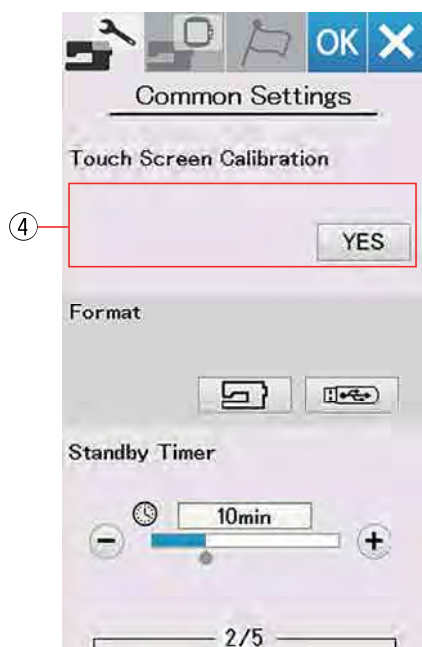 OK
Common Settings
Touch Screen Calibration
④
YES
Format
Standby Timer
10min
2/5